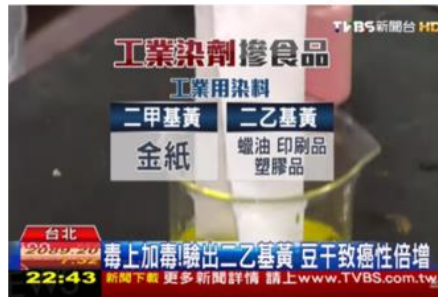 TVBS新聞台 HD
工業染劑摻食品
工業用染料
二甲基黃
二乙基黃
金紙
蠟油 印刷品
塑膠品
台北
毒上加毒!驗出二乙基黃 豆干致癌性倍增
22:43
新聞下載 更多新聞詳情 請上www.TVBS.com.tw